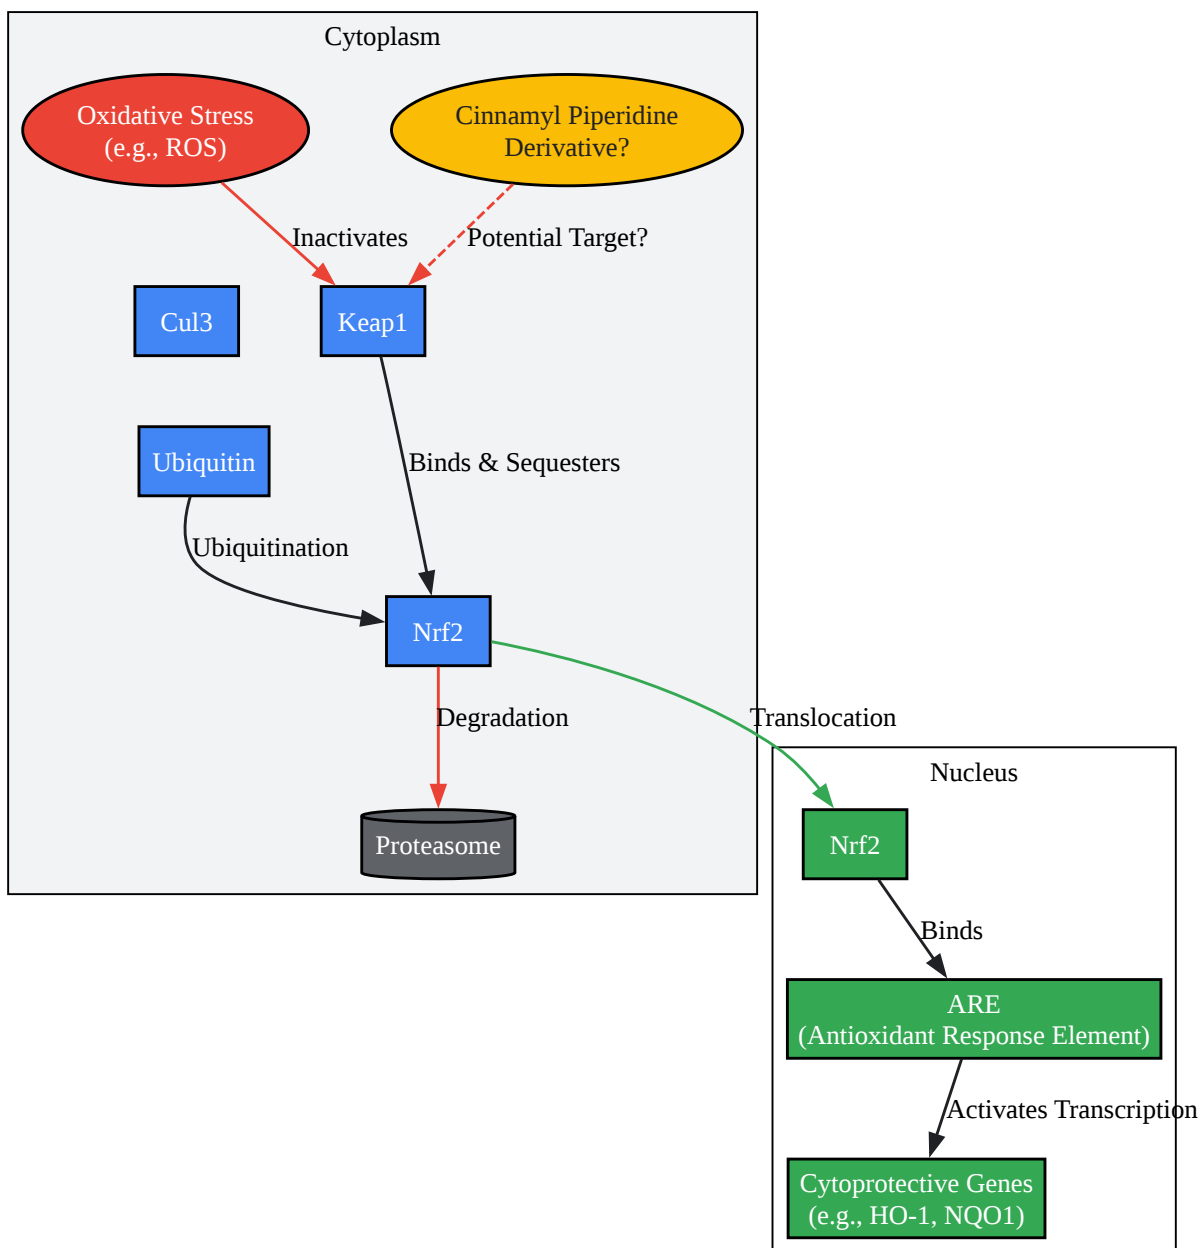 Cytoplasm
Oxidative Stress
(e.g., ROS)
Cinnamyl Piperidine
Derivative?
Inactivates
Potential Target?
Cul3
Keap1
Ubiquitin
Binds & Sequesters
Ubiquitination
Nrf2
Degradation
Translocation
Proteasome
Nucleus
Nrf2
Binds
ARE
(Antioxidant Response Element)
Activates Transcription
Cytoprotective Genes
(e.g., HO-1, NQO1)